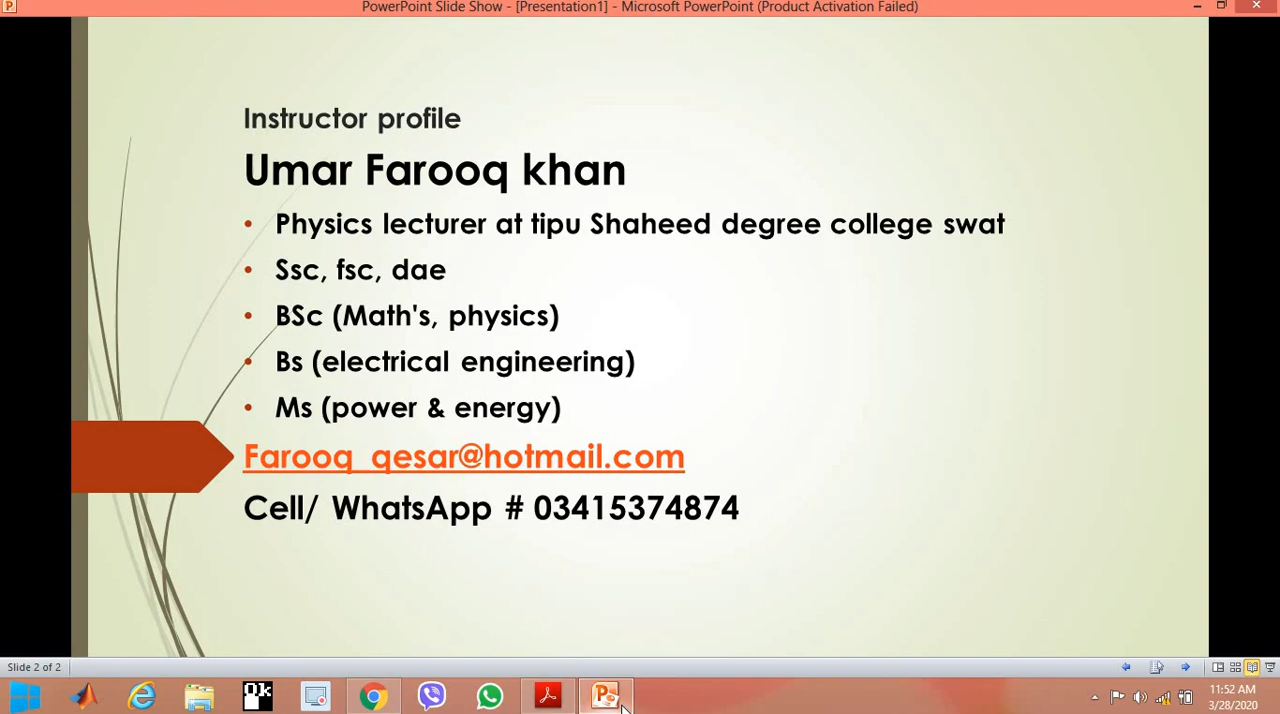 PowerPoint Slide Show - [Presentation1] - Microsoft PowerPoint (Product Activation Failed)
Instructor profile
Umar Farooq khan
• Physics lecturer at tipu Shaheed degree college swat
• Ssc, fsc, dae
• BSc (Math's, physics)
• Bs (electrical engineering)
• Ms (power & energy)
Farooq_qesar@hotmail.com
Cell/ WhatsApp # 03415374874
Slide 2 of 2
11:52 AM
3/28/2020